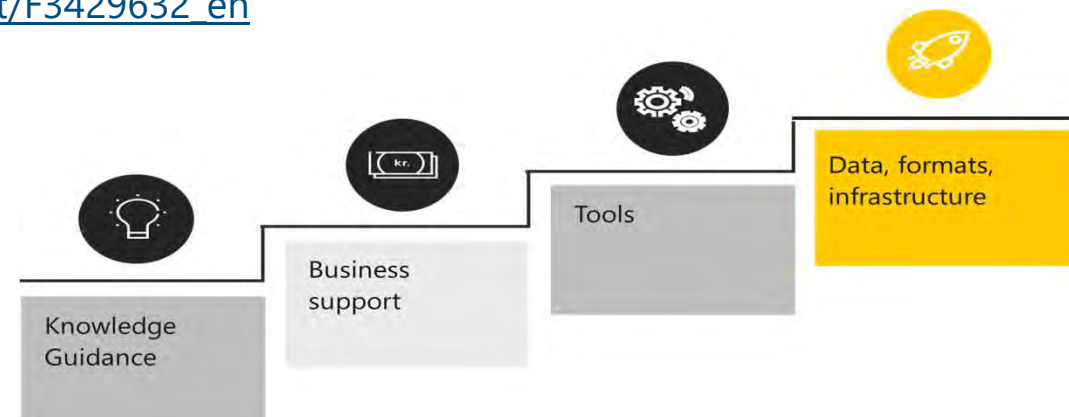 t/F3429632_en
kr.
Data, formats,
infrastructure
Tools
Business
support
Knowledge
Guidance